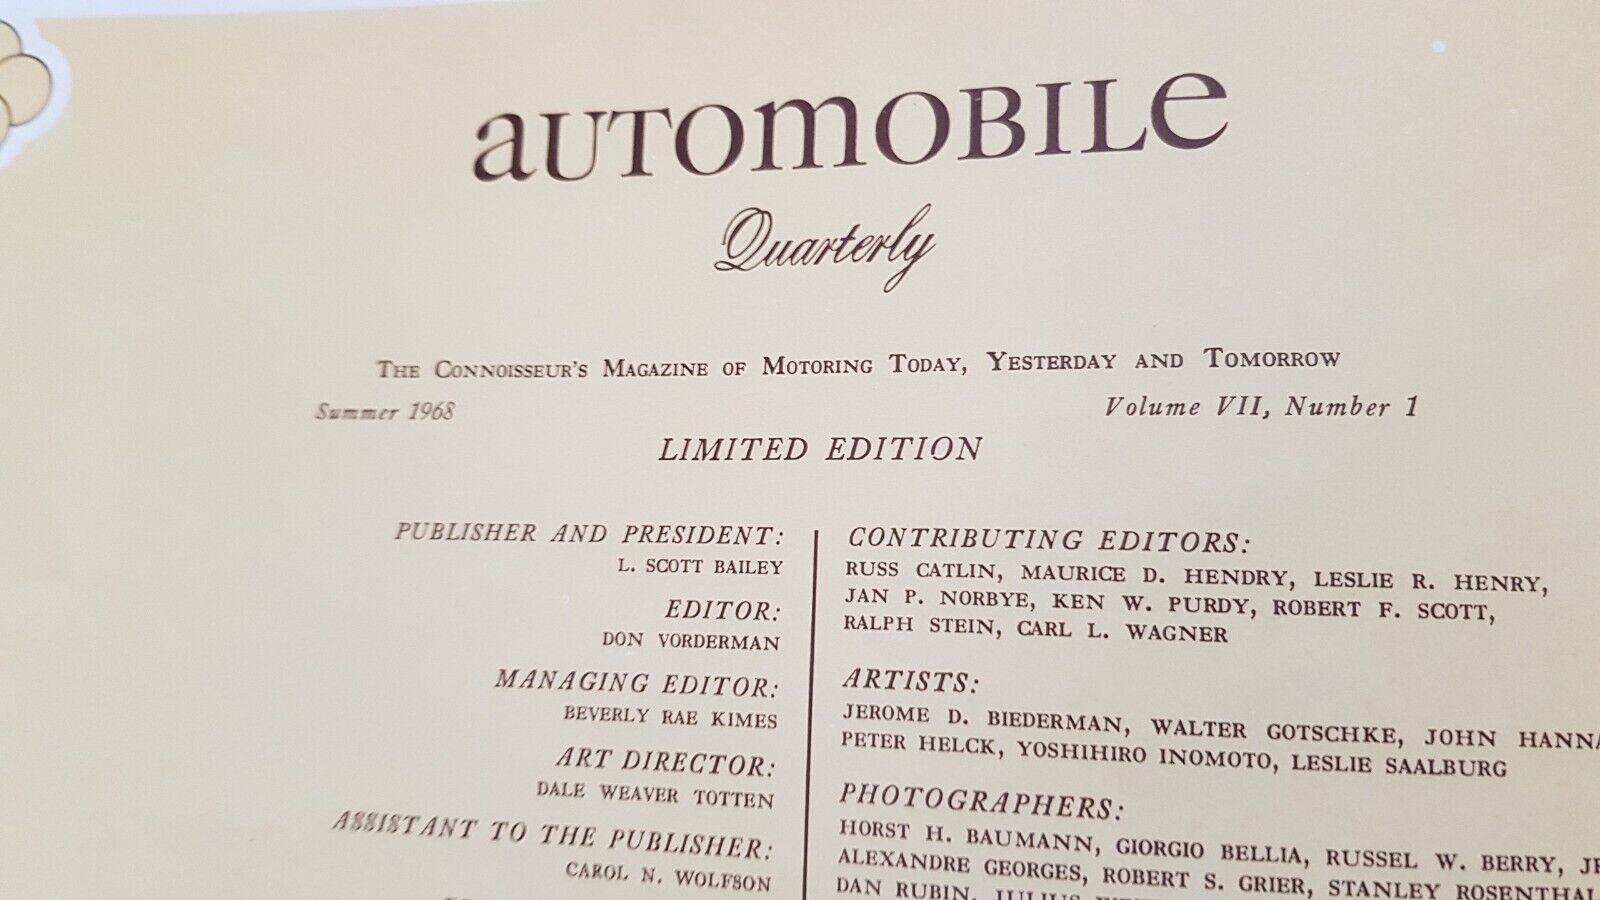 automobile
Quarterly
The Connoisseur's Magazine of Motoring Today, Yesterday and Tomorrow
Summer 1968
Volume VII, Number 1
LIMITED EDITION
PUBLISHER AND PRESIDENT:
L. SCOTT BAILEY
EDITOR:
DON VORDERMAN
MANAGING EDITOR:
BEVERLY RAE KIMES
ART DIRECTOR:
DALE WEAVER TOTTEN
ASSISTANT TO THE PUBLISHER:
CAROL N. WOLFSON
CONTRIBUTING EDITORS:
RUSS CATLIN, MAURICE D. HENDRY, LESLIE R. HENRY,
JAN P. NORBYE, KEN W. PURDY, ROBERT F. SCOTT,
RALPH STEIN, CARL L. WAGNER
ARTISTS:
JEROME D. BIEDERMAN, WALTER GOTSCHKE, JOHN
PETER HELCK, YOSHIHIRO INOMOTO, LESLIE SAALBURG
PHOTOGRAPHERS:
HORST H. BAUMANN, GIORGIO BELLIA, RUSSEL W. BERRY,
ALEXANDRE GEORGES, ROBERT S. GRIER, STANLEY ROSENTHAL
DAN RUBIN, JULIUS